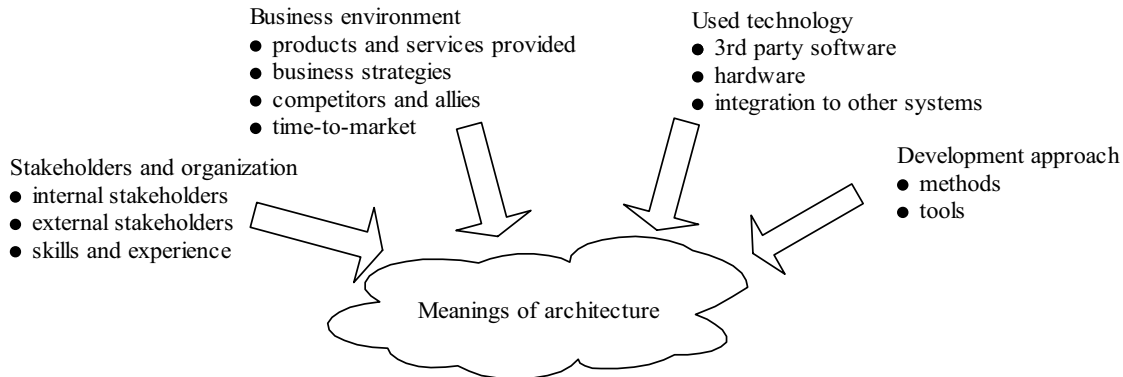 Business environment
● products and services provided
● business strategies
● competitors and allies
● time-to-market
Used technology
● 3rd party software
● hardware
● integration to other systems
Stakeholders and organization
● internal stakeholders
● external stakeholders
● skills and experience
Development approach
● methods
● tools
Meanings of architecture